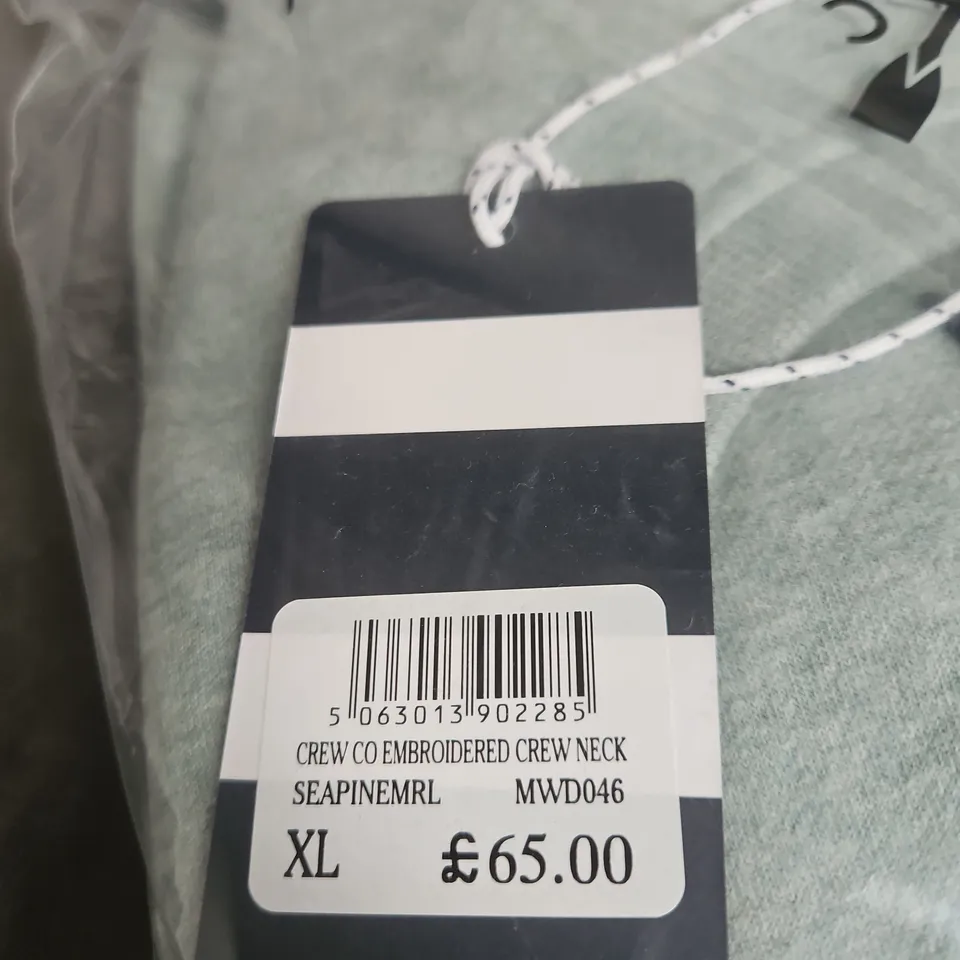 5 063013 902285
CREW CO EMBROIDERED CREW NECK
SEAPINEMRL MWD046
XL £65.00